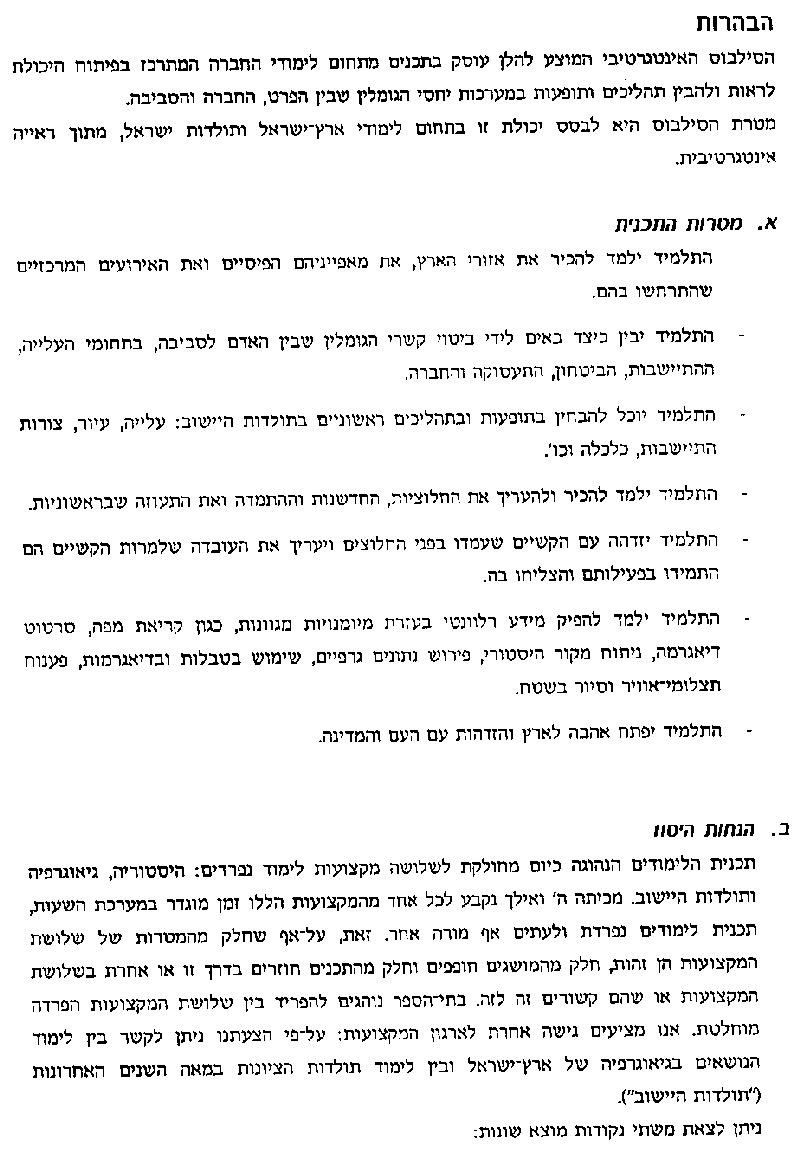 הבהרות
הסילבוס האינטגרטיבי המוצע להלן עוסק בתכנים מתחום לימודי החברה המתרכז בפיתוח היכולת
לראות ולהבין תהליכים ותופעות במערכות יחסי הגומלין שבין הפרט, החברה והסביבה.
מטרת הסילבוס היא לבסס יכולת זו בתחום לימודי ארץ־ישראל ותולדות ישראל, מתוך ראייה
אינטגרטיבית.
א. מטרות התכנית
התלמיד ילמד להכיר את אזורי הארץ, את מאפייניהם הפיסיים ואת האירועים המרכזיים
שהתרחשו בהם.
- התלמיד יבין כיצד באים לידי ביטוי קשרי הגומלין שבין האדם לסביבה, בתחומי העלייה,
ההתיישבות, הביטחון, התעסוקה והחברה.
- התלמיד יוכל להבחין בתופעות ובתהליכים ראשוניים בתולדות היישוב: עלייה, עיור, צורות
התיישבות, כלכלה וכו'.
- התלמיד ילמד להכיר ולהעריך את החלוציות, החדשנות וההתמדה ואת התעוזה שבראשוניות.
- התלמיד יזדהה עם הקשיים שעמדו בפני החלוצים ויעריך את העובדה שלמרות הקשיים הם
התמידו בפעילותם והצליחו בה.
- התלמיד ילמד להפיק מידע רלוונטי בעזרת מיומנויות מגוונות, כגון קריאת מפה, סרטוט
דיאגרמה, ניתוח מקור היסטורי, פירוש נתונים גרפיים, שימוש בטבלות ובדיאגרמות, פענוח
תצלומי־אוויר וסיור בשטח.
- התלמיד יפתח אהבה לארץ והזדהות עם העם והמדינה.
ב. הנחות היסוד
תכנית הלימודים הנהוגה כיום מחולקת לשלושה מקצועות לימוד נפרדים: היסטוריה, גיאוגרפיה
ותולדות היישוב. מכיתה ה' ואילך נקבע לכל אחד מהמקצועות הללו זמן מוגדר במערכת השעות,
תכנית לימודים נפרדת ולעתים אף מורה אחר. זאת, על־אף שחלק מהמטרות של שלושת
המקצועות הן זהות, חלק מהמושגים חופפים וחלק מהתכנים חוזרים בדרך זו או אחרת בשלושת
המקצועות או שהם קשורים זה לזה. בתי־הספר נוהגים להפריד בין שלושת המקצועות הפרדה
מוחלטת. אנו מציעים גישה אחרת לארגון המקצועות: על־פי הצעתנו ניתן לקשר בין לימוד
הנושאים בגיאוגרפיה של ארץ־ישראל ובין לימוד תולדות הציונות במאה השנים האחרונות
("תולדות היישוב").
ניתן לצאת משתי נקודות מוצא שונות: